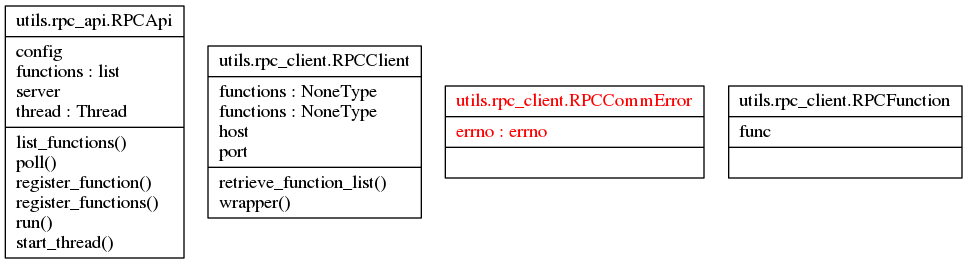 utils.rpc_api.RPCApi
config
functions : list
server
thread : Thread
list_functions()
poll()
register_function()
register_functions()
run()
start_thread()
utils.rpc_client.RPCClient
functions : NoneType
functions : NoneType
host
port
retrieve_function_list()
wrapper()
utils.rpc_client.RPCCommError
errno : errno
utils.rpc_client.RPCFunction
func